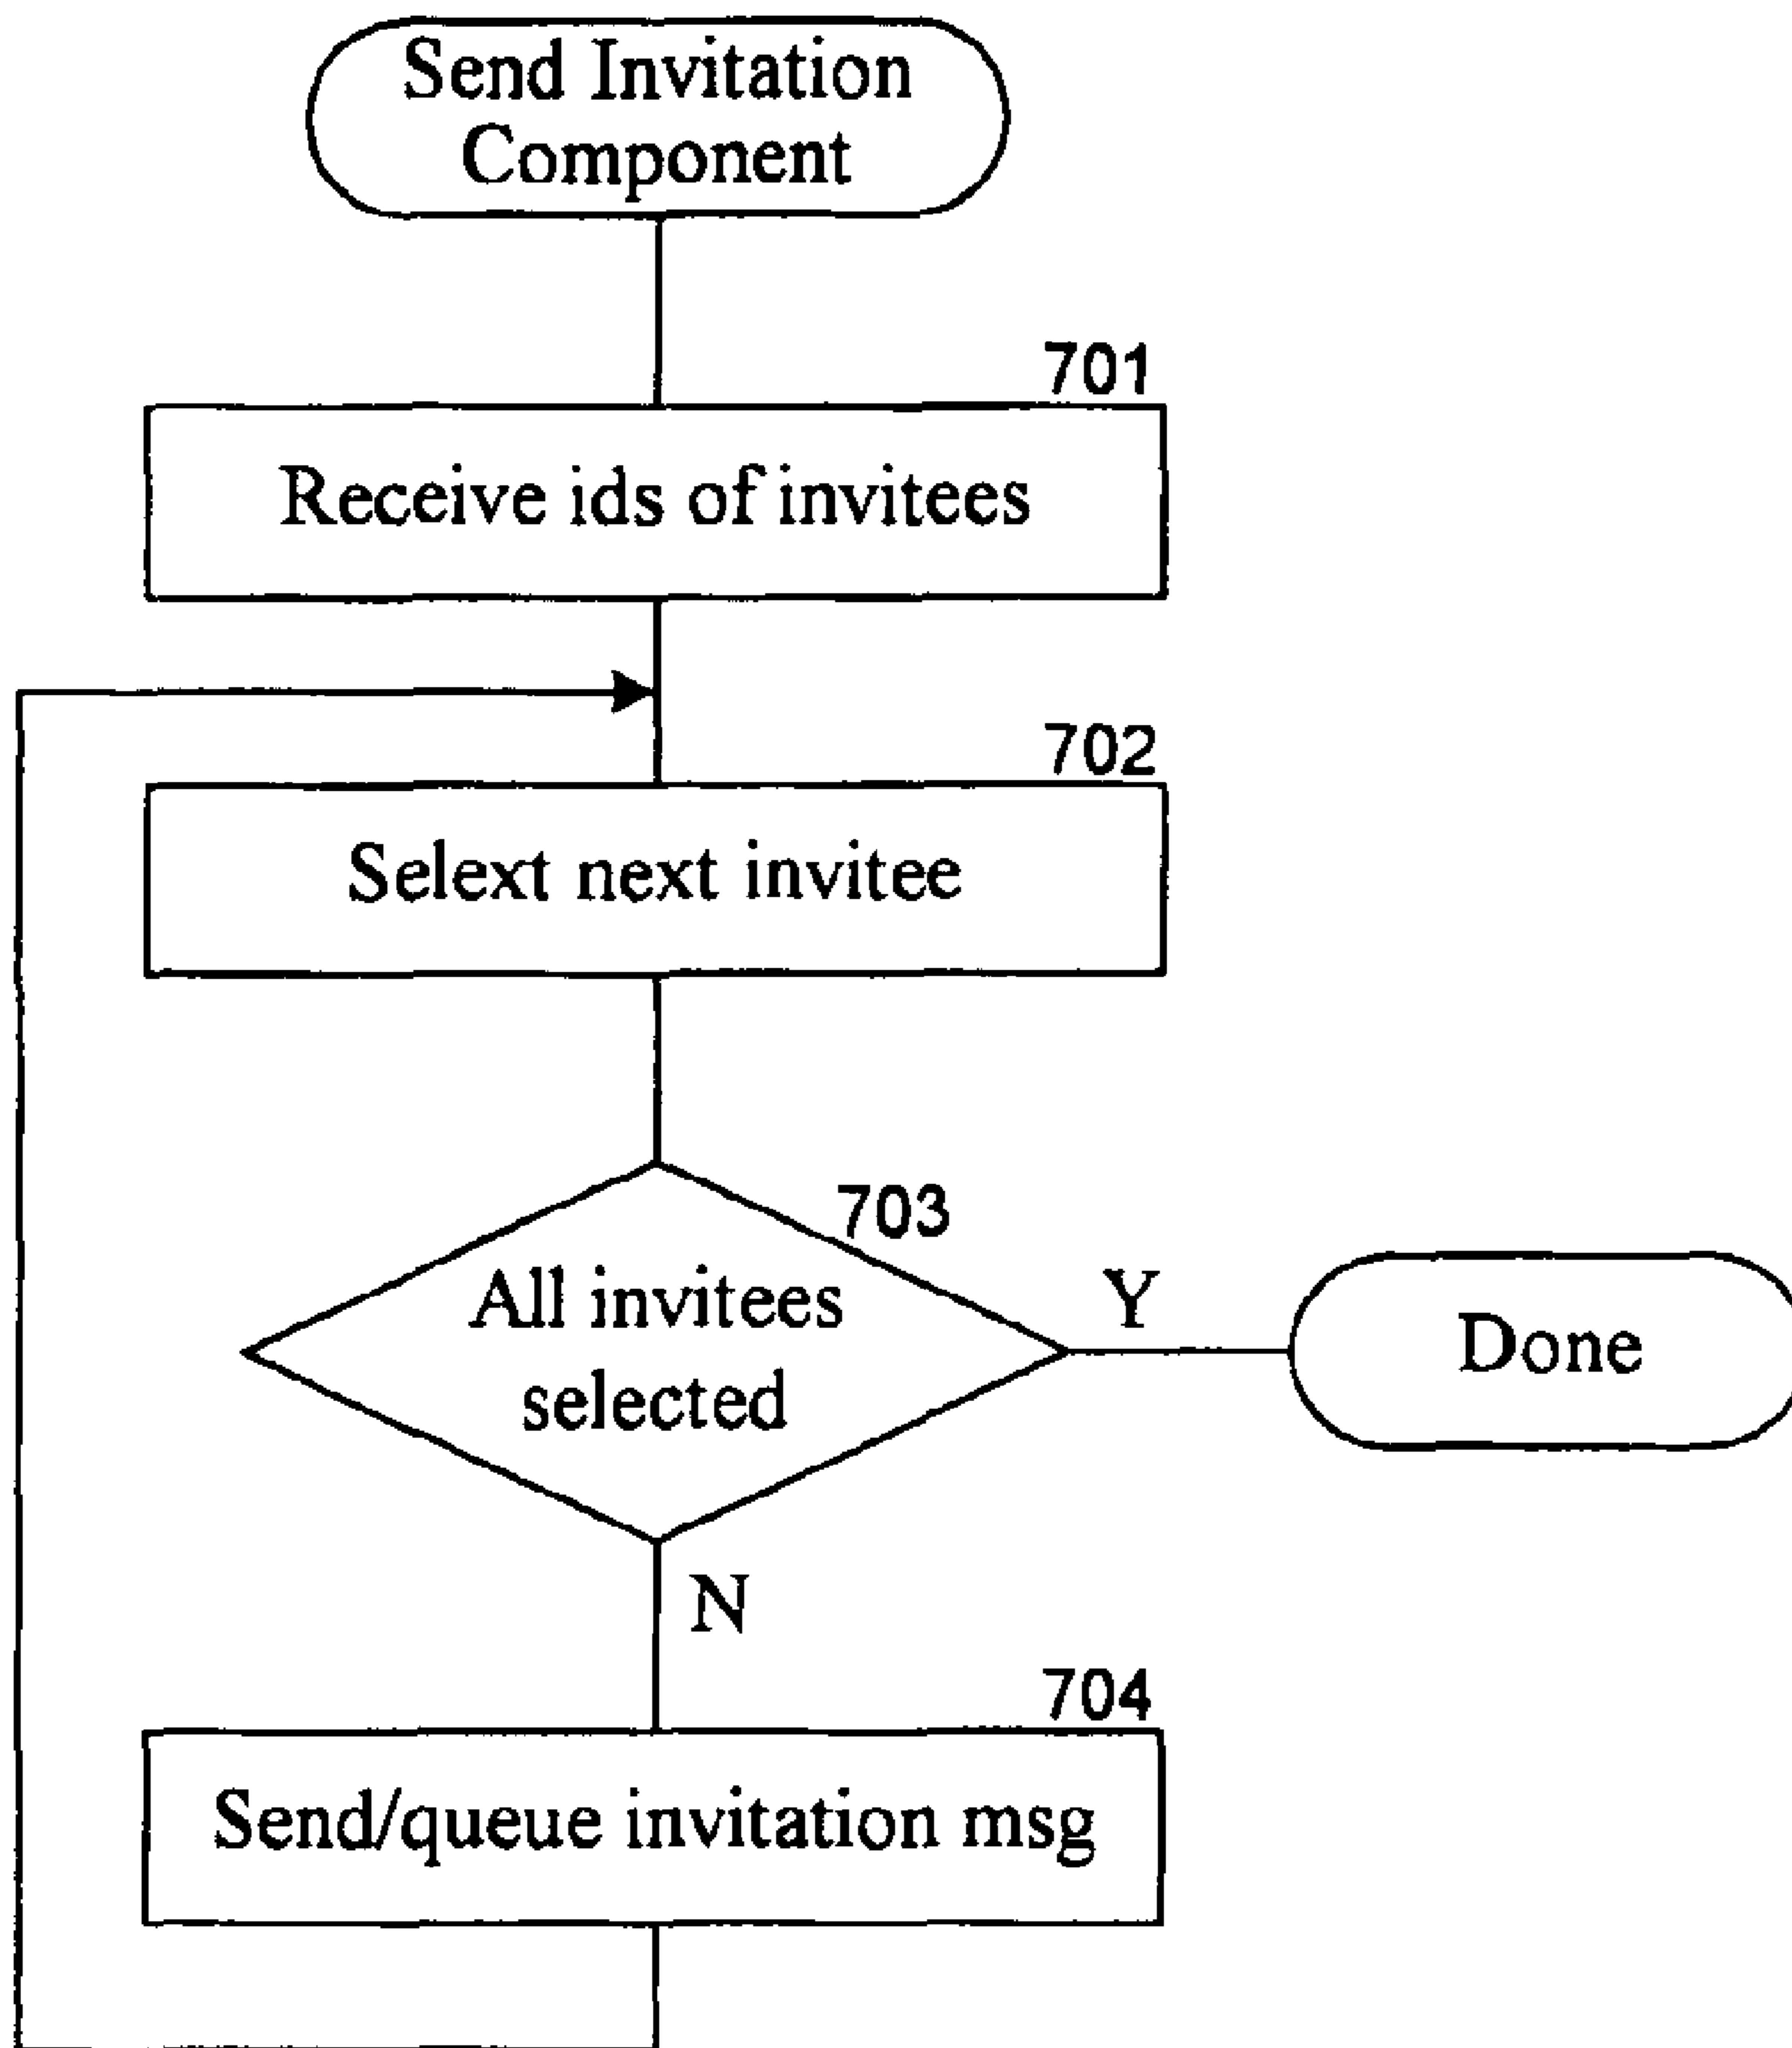 Send Invitation
Component
701
Receive ids of invitees
702
Selext next invitee
703
All invitees
selected
Y
Done
N
704
Send/queue invitation msg